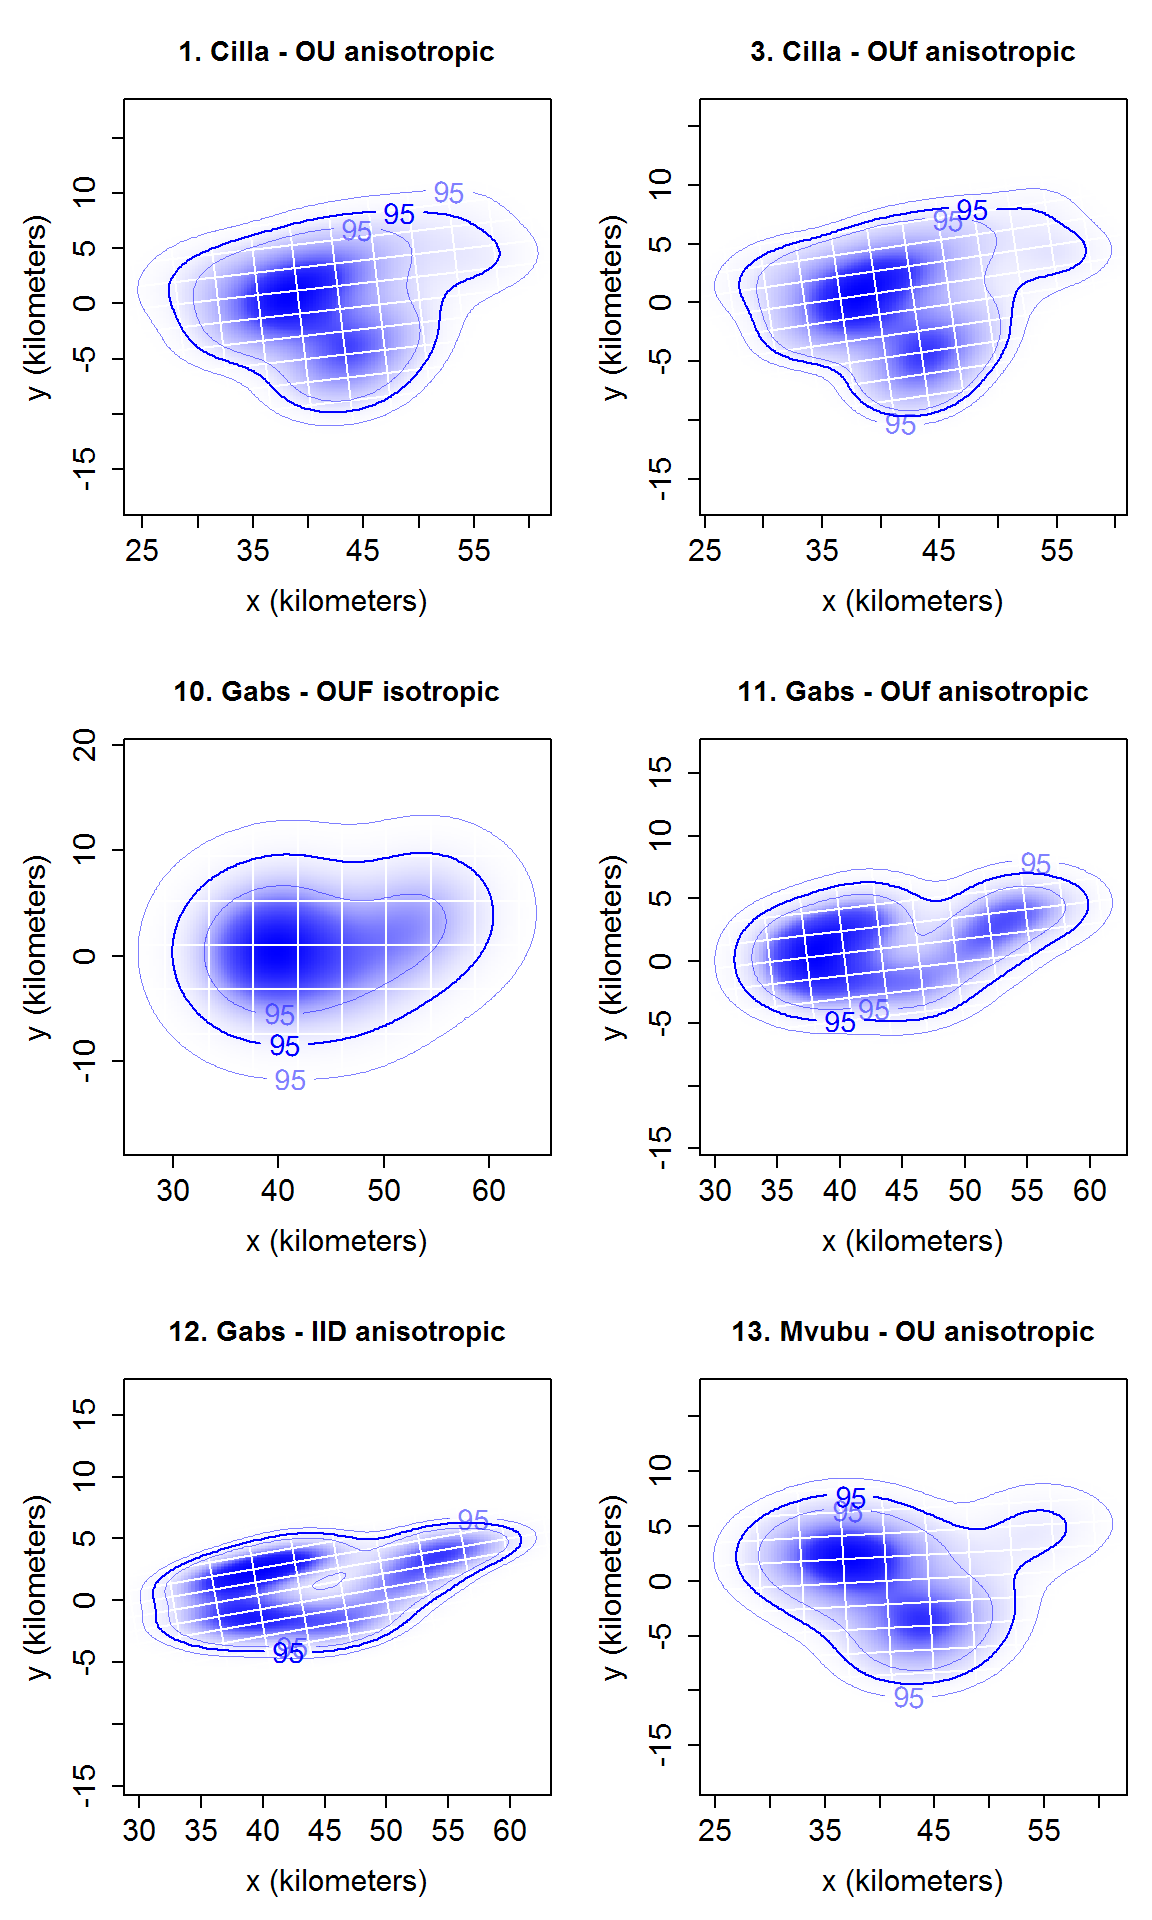 1. Cilla - OU anisotropic
y (kilometers)
10
5
0
-5
-15
95
95
95
25 35 45 55
x (kilometers)
3. Cilla - OUf anisotropic
y (kilometers)
10
5
0
-5
-15
95
95
95
25 35 45 55
x (kilometers)
10. Gabs - OUF isotropic
y (kilometers)
20
10
0
-10
95
95
95
30 40 50 60
x (kilometers)
11. Gabs - OUf anisotropic
y (kilometers)
15
10
5
0
-5
-15
95
95
95
30 35 40 45 50 55 60
x (kilometers)
12. Gabs - IID anisotropic
y (kilometers)
15
10
5
0
-5
-15
95
95
95
30 35 40 45 50 55 60
x (kilometers)
13. Mvubu - OU anisotropic
y (kilometers)
10
5
0
-5
-15
95
95
95
25 35 45 55
x (kilometers)